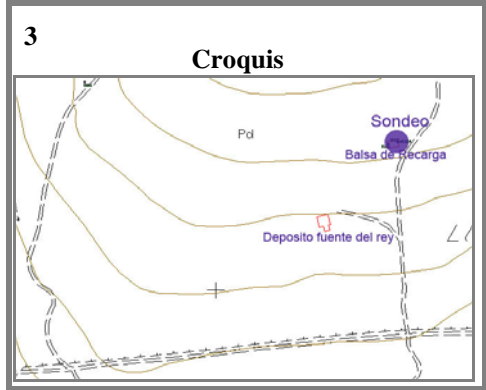 3
Croquis
Sondeo
Pol
Balsa de Recarga
Deposito fuente del rey